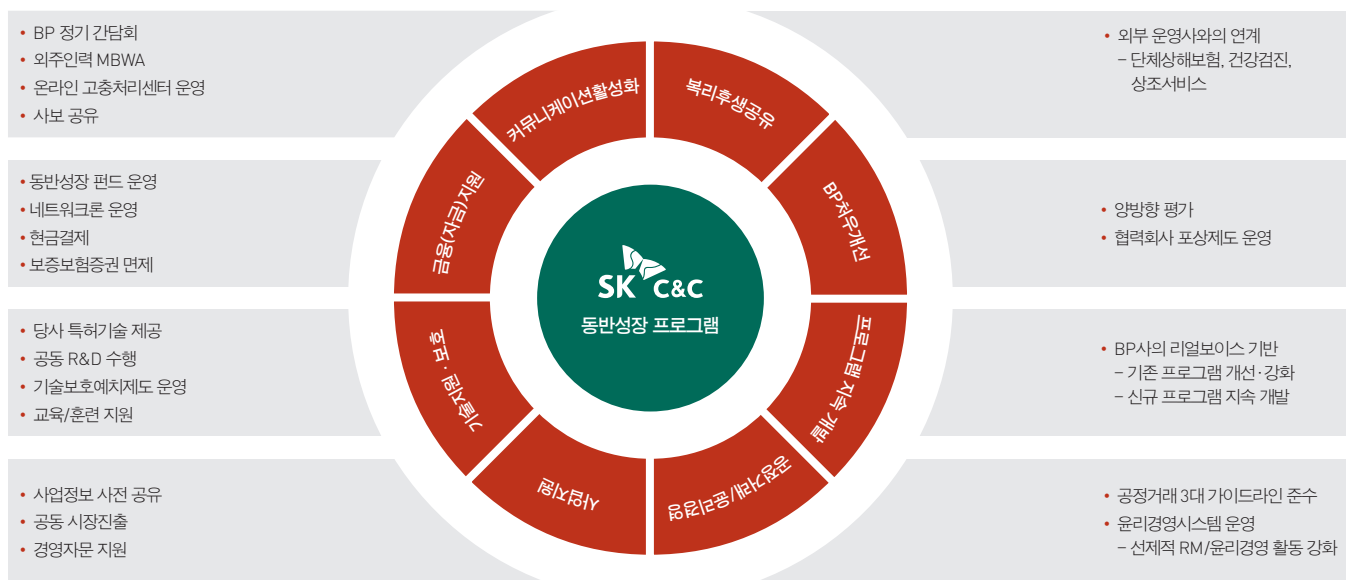 • BP 정기 간담회
• 외주인력 MBWA
• 온라인 고충처리센터 운영
• 사보 공유
• 동반성장 펀드 운영
• 네트워크론 운영
• 현금결제
• 보증보험증권 면제
• 당사 특허기술 제공
• 공동 R&D 수행
• 기술보호예치제도 운영
• 교육/훈련 지원
• 사업정보 사전 공유
• 공동 시장진출
• 경영자문 지원
커뮤니케이션활성화
복리후생공유
금융(자금)지원
BP처우개선
SK C&C
동반성장 프로그램
기술지원·보호
프로그램 지속 개발
사업지원
공정거래/윤리경영
• 외부 운영사와의 연계
– 단체상해보험, 건강검진,
상조서비스
• 양방향 평가
• 협력회사 포상제도 운영
• BP사의 리얼보이스 기반
– 기존 프로그램 개선·강화
– 신규 프로그램 지속 개발
• 공정거래 3대 가이드라인 준수
• 윤리경영시스템 운영
– 선제적 RM/윤리경영 활동 강화